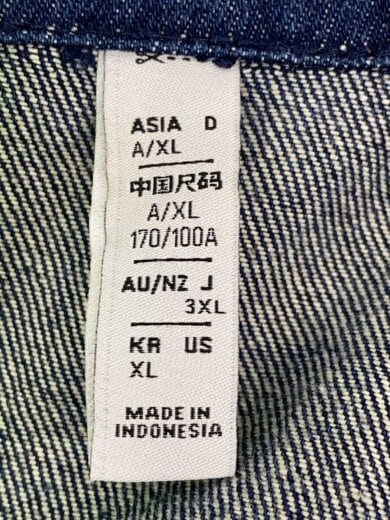 ASIA D
A/XL
中国尺码
A/XL
170/100A
AU/NZ J
3XL
KR US
XL
MADE IN
INDONESIA